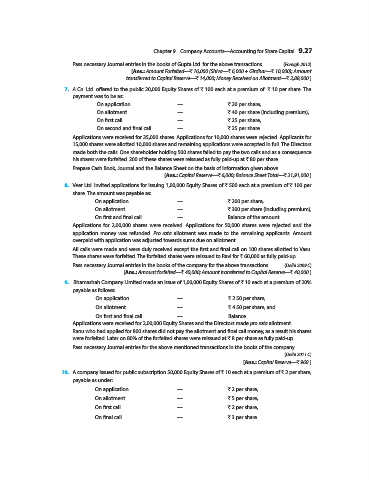 Chapter 9 Company Accounts—Accounting for Share Capital 9.27
Pass necessary Journal entries in the books of Gupta Ltd. for the above transactions. (Foreign 2012)
[Ans.: Amount Forfeited—₹ 16,000 (Shiva—₹ 6,000 + Girdhar—₹ 10,000); Amount
transferred to Capital Reserve—₹ 14,000; Money Received on Allotment—₹ 2,88,000.]
7. A Co. Ltd. offered to the public 20,000 Equity Shares of ₹ 100 each at a premium of ₹ 10 per share. The
payment was to be as:
On application — ₹ 20 per share,
On allotment — ₹ 40 per share (including premium),
On first call — ₹ 25 per share,
On second and final call — ₹ 25 per share
Applications were received for 35,000 shares. Applications for 10,000 shares were rejected. Applicants for
15,000 shares were allotted 10,000 shares and remaining applications were accepted in full. The Directors
made both the calls. One shareholder holding 500 shares failed to pay the two calls and as a consequence
his shares were forfeited. 200 of these shares were reissued as fully paid-up at ₹ 80 per share.
Prepare Cash Book, Journal and the Balance Sheet on the basis of information given above.
[Ans.: Capital Reserve—₹ 6,000; Balance Sheet Total—₹ 21,91,000.]
8. Veer Ltd. invited applications for issuing 1,00,000 Equity Shares of ₹ 500 each at a premium of ₹ 100 per
share. The amount was payable as:
On application — ₹ 200 per share,
On allotment — ₹ 300 per share (including premium),
On first and final call — Balance of the amount
Applications for 2,00,000 shares were received. Applications for 50,000 shares were rejected and the
application money was refunded. Pro rata allotment was made to the remaining applicants. Amount
overpaid with application was adjusted towards sums due on allotment.
All calls were made and were duly received except the first and final call on 100 shares allotted to Vasu.
These shares were forfeited. The forfeited shares were reissued to Ravi for ₹ 60,000 as fully paid-up.
Pass necessary Journal entries in the books of the company for the above transactions. (Delhi 2009 C)
[Ans.: Amount forfeited—₹ 40,000; Amount transferred to Capital Reserve—₹ 40,000.]
9. Dharnashah Company Limited made an issue of 1,00,000 Equity Shares of ₹ 10 each at a premium of 20%
payable as follows:
On application — ₹ 2.50 per share,
On allotment — ₹ 4.50 per share, and
On first and final call — Balance
Applications were received for 2,00,000 Equity Shares and the Directors made pro rata allotment.
Renu who had applied for 800 shares did not pay the allotment and final call money, as a result his shares
were forfeited. Later on 80% of the forfeited shares were reissued at ₹ 8 per share as fully paid-up.
Pass necessary Journal entries for the above mentioned transactions in the books of the company.
(Delhi 2011 C)
[Ans.: Capital Reserve—₹ 960.]
10. A company issued for public subscription 50,000 Equity Shares of ₹ 10 each at a premium of ₹ 2 per share,
payable as under:
On application — ₹ 2 per share,
On allotment — ₹ 5 per share,
On first call — ₹ 2 per share,
On final call — ₹ 3 per share